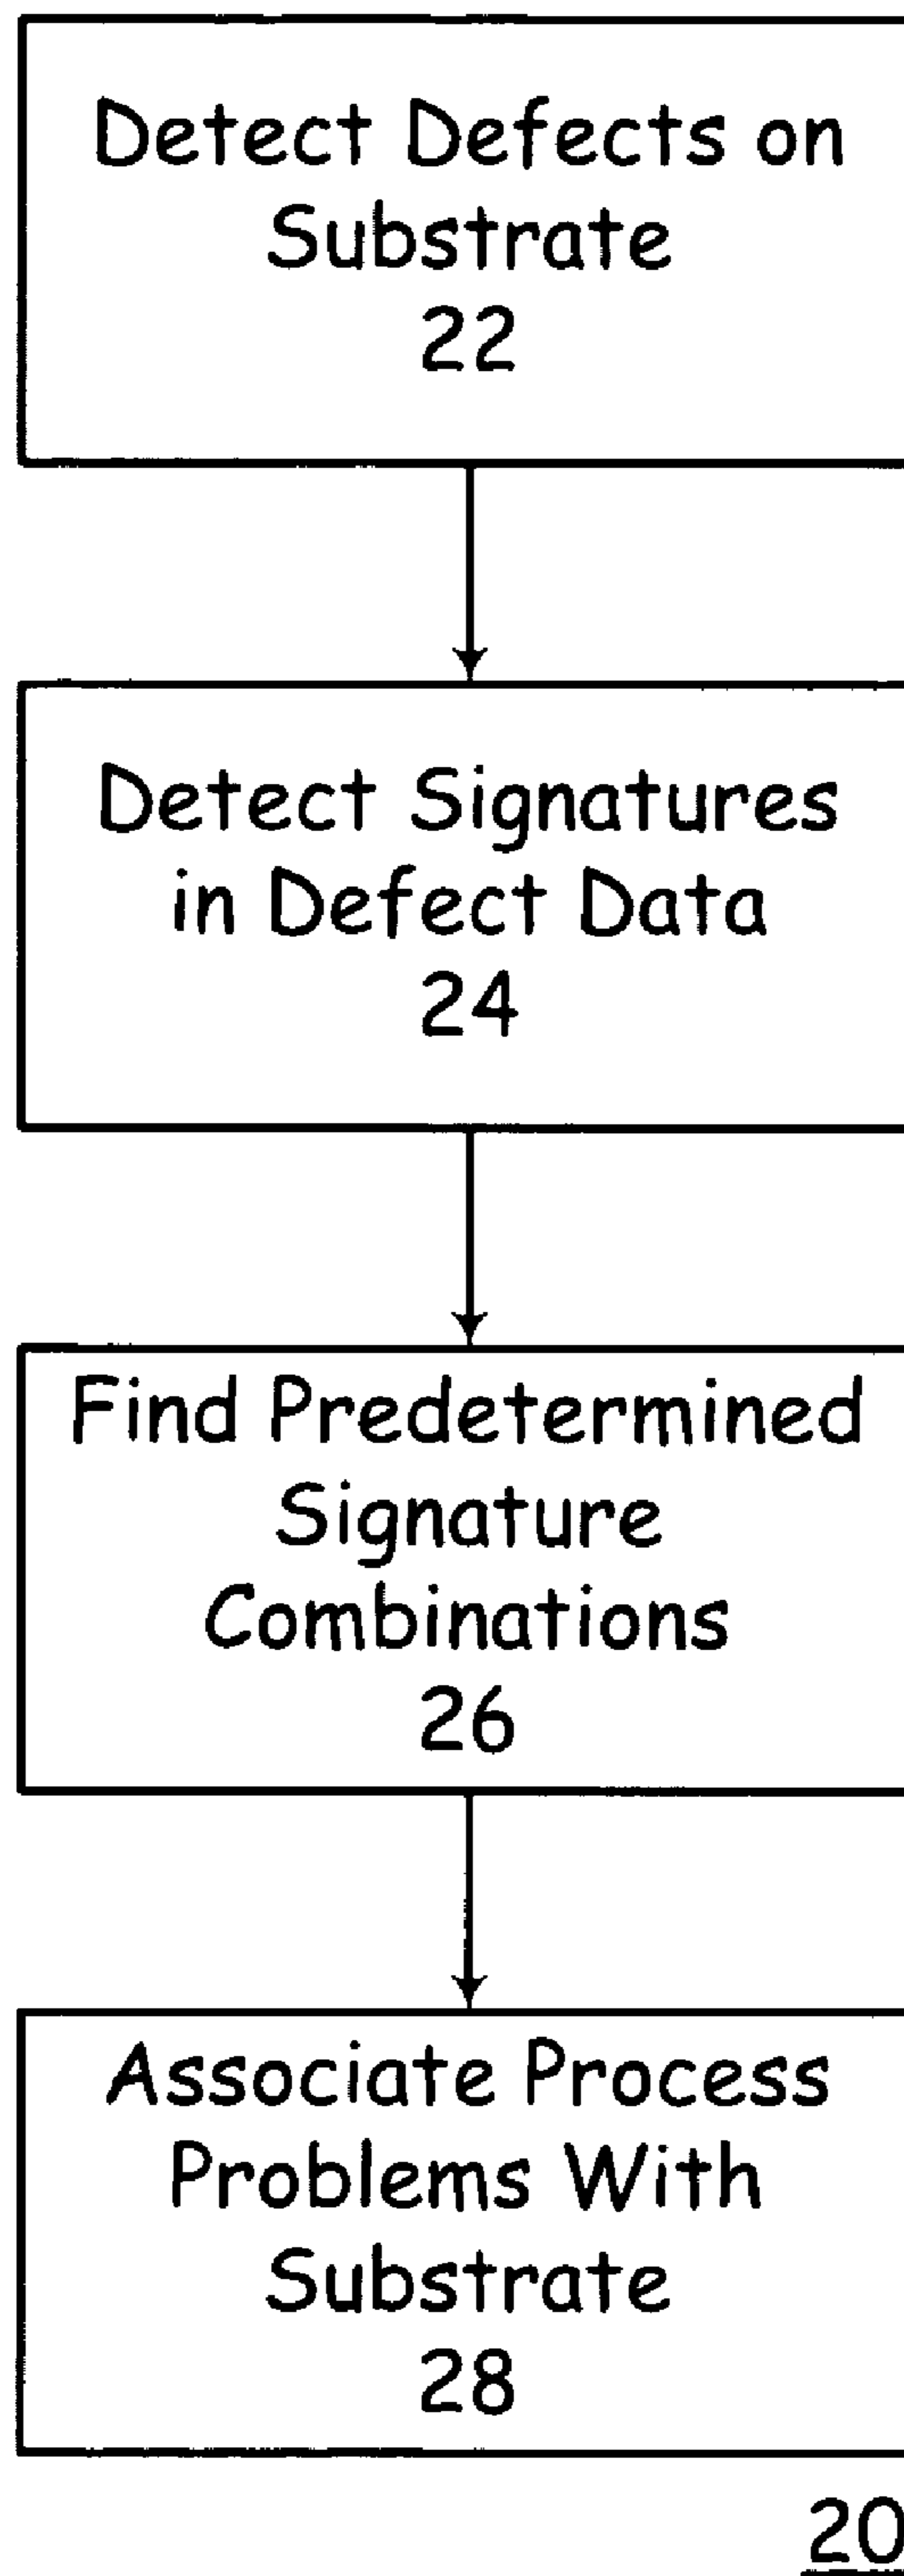 Detect Defects on
Substrate
22
Detect Signatures
in Defect Data
24
Find Predetermined
Signature
Combinations
26
Associate Process
Problems With
Substrate
28
20